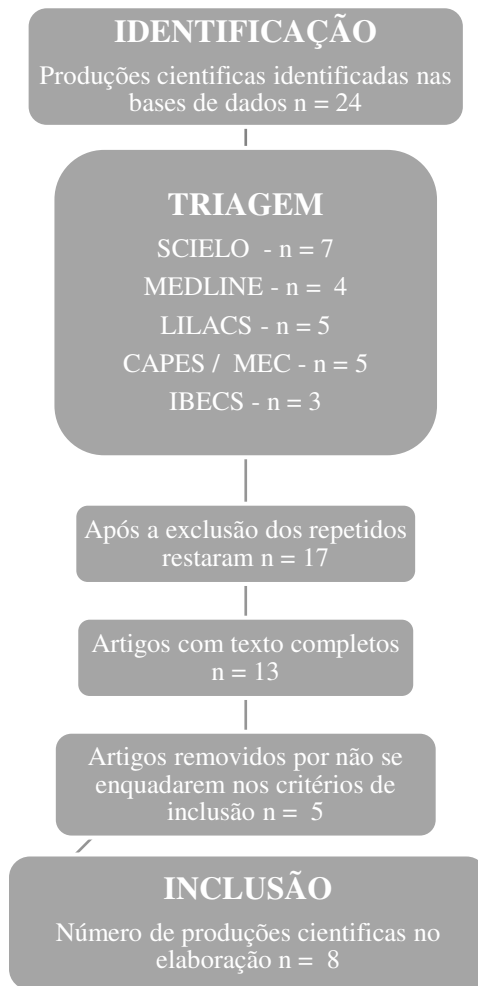 IDENTIFICAÇÃO
Produções cientificas identificadas nas
bases de dados n = 24
TRIAGEM
SCIELO - n = 7
MEDLINE - n = 4
LILACS - n = 5
CAPES / MEC - n = 5
IBECS - n = 3
Após a exclusão dos repetidos
restaram n = 17
Artigos com texto completos
n = 13
Artigos removidos por não se
enquadarem nos critérios de
inclusão n = 5
INCLUSÃO
Número de produções cientificas no
elaboração n = 8